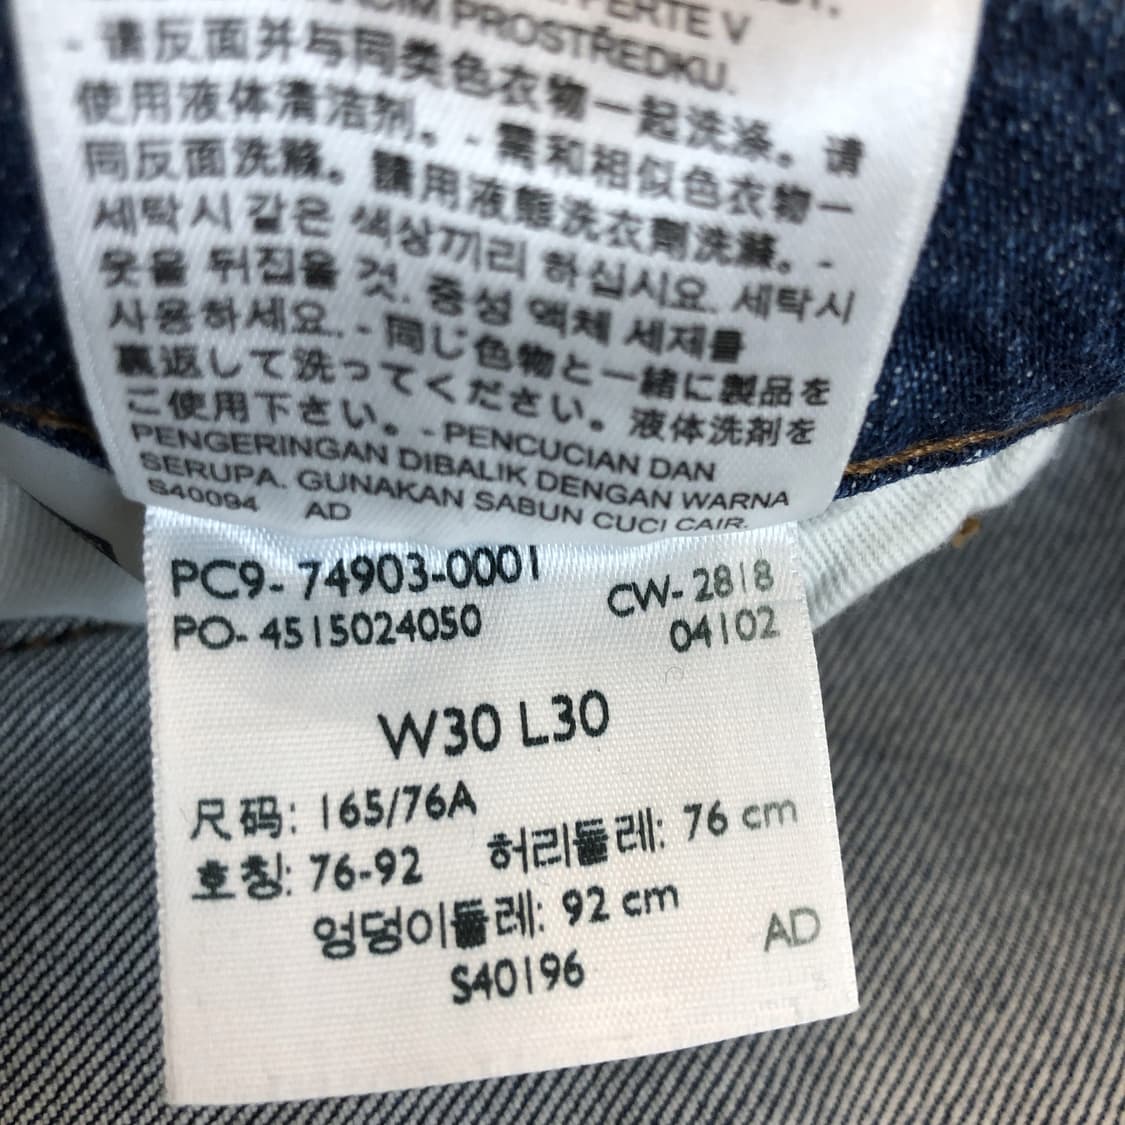 PERTE V
PROSTŘEDKU.
- 请反面并与同类色衣物一起洗涤。 请
使用液体清洁剂。 - 需和相似色衣物一
同反面洗滌。 請用液態洗衣劑洗滌。 -
세탁시 같은 색상끼리 하십시요. 세탁시
옷을 뒤집을 것. 중성 액체 세제를
사용하세요. - 同じ色物と一緒に製品を
裏返して洗ってください。液体洗剤を
ご使用下さい。- PENCUCIAN DAN
PENGERINGAN DIBALIK DENGAN WARNA
SERUPA. GUNAKAN SABUN CUCI CAIR.
S40094 AD
PC9- 74903-0001 CW- 2818
PO- 4515024050 04102
W30 L30
尺码: 165/76A
호칭: 76-92 허리둘레: 76 cm
엉덩이둘레: 92 cm
S40196 AD